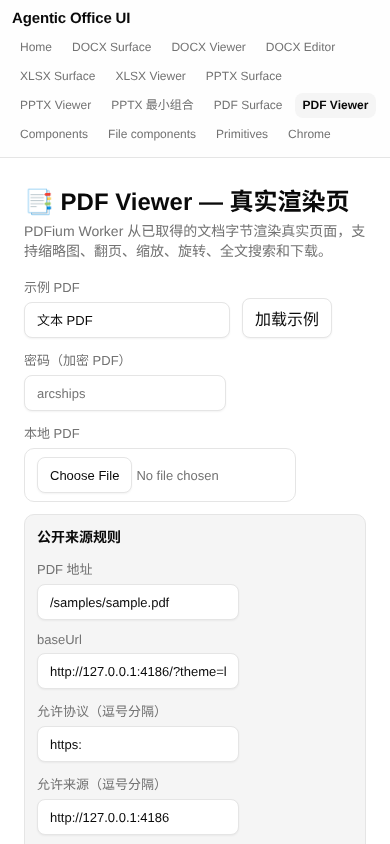 Agentic Office UI
Home DOCX Surface DOCX Viewer DOCX Editor
XLSX Surface XLSX Viewer PPTX Surface
PPTX Viewer PPTX 最小组合 PDF Surface PDF Viewer
Components File components Primitives Chrome
📑 PDF Viewer — 真实渲染页
PDFium Worker 从已取得的文档字节渲染真实页面，支
持缩略图、翻页、缩放、旋转、全文搜索和下载。
示例 PDF
文本 PDF 加载示例
密码（加密 PDF）
arcships
本地 PDF
Choose File No file chosen
公开来源规则
PDF 地址
/samples/sample.pdf
baseUrl
http://127.0.0.1:4186/?theme=l
允许协议（逗号分隔）
https:
允许来源（逗号分隔）
http://127.0.0.1:4186